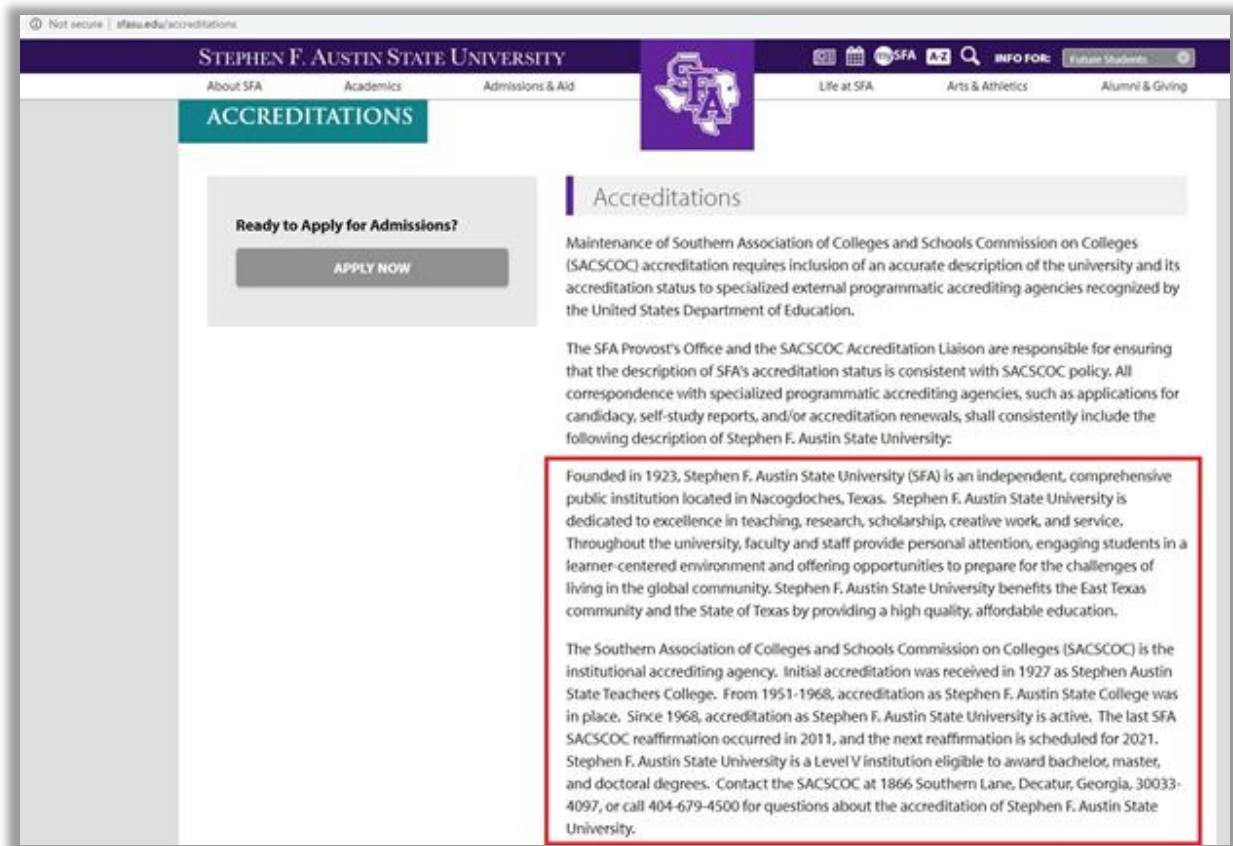 Not secure | sfasu.edu/accreditations
STEPHEN F. AUSTIN STATE UNIVERSITY
mySFA A-Z INFO FOR: Future Students
About SFA Academics Admissions & Aid Life at SFA Arts & Athletics Alumni & Giving
SFA
ACCREDITATIONS
Ready to Apply for Admissions?
APPLY NOW
Accreditations
Maintenance of Southern Association of Colleges and Schools Commission on Colleges
(SACSCOC) accreditation requires inclusion of an accurate description of the university and its
accreditation status to specialized external programmatic accrediting agencies recognized by
the United States Department of Education.
The SFA Provost's Office and the SACSCOC Accreditation Liaison are responsible for ensuring
that the description of SFA's accreditation status is consistent with SACSCOC policy. All
correspondence with specialized programmatic accrediting agencies, such as applications for
candidacy, self-study reports, and/or accreditation renewals, shall consistently include the
following description of Stephen F. Austin State University:
Founded in 1923, Stephen F. Austin State University (SFA) is an independent, comprehensive
public institution located in Nacogdoches, Texas. Stephen F. Austin State University is
dedicated to excellence in teaching, research, scholarship, creative work, and service.
Throughout the university, faculty and staff provide personal attention, engaging students in a
learner-centered environment and offering opportunities to prepare for the challenges of
living in the global community. Stephen F. Austin State University benefits the East Texas
community and the State of Texas by providing a high quality, affordable education.
The Southern Association of Colleges and Schools Commission on Colleges (SACSCOC) is the
institutional accrediting agency. Initial accreditation was received in 1927 as Stephen Austin
State Teachers College. From 1951-1968, accreditation as Stephen F. Austin State College was
in place. Since 1968, accreditation as Stephen F. Austin State University is active. The last SFA
SACSCOC reaffirmation occurred in 2011, and the next reaffirmation is scheduled for 2021.
Stephen F. Austin State University is a Level V institution eligible to award bachelor, master,
and doctoral degrees. Contact the SACSCOC at 1866 Southern Lane, Decatur, Georgia, 30033-
4097, or call 404-679-4500 for questions about the accreditation of Stephen F. Austin State
University.